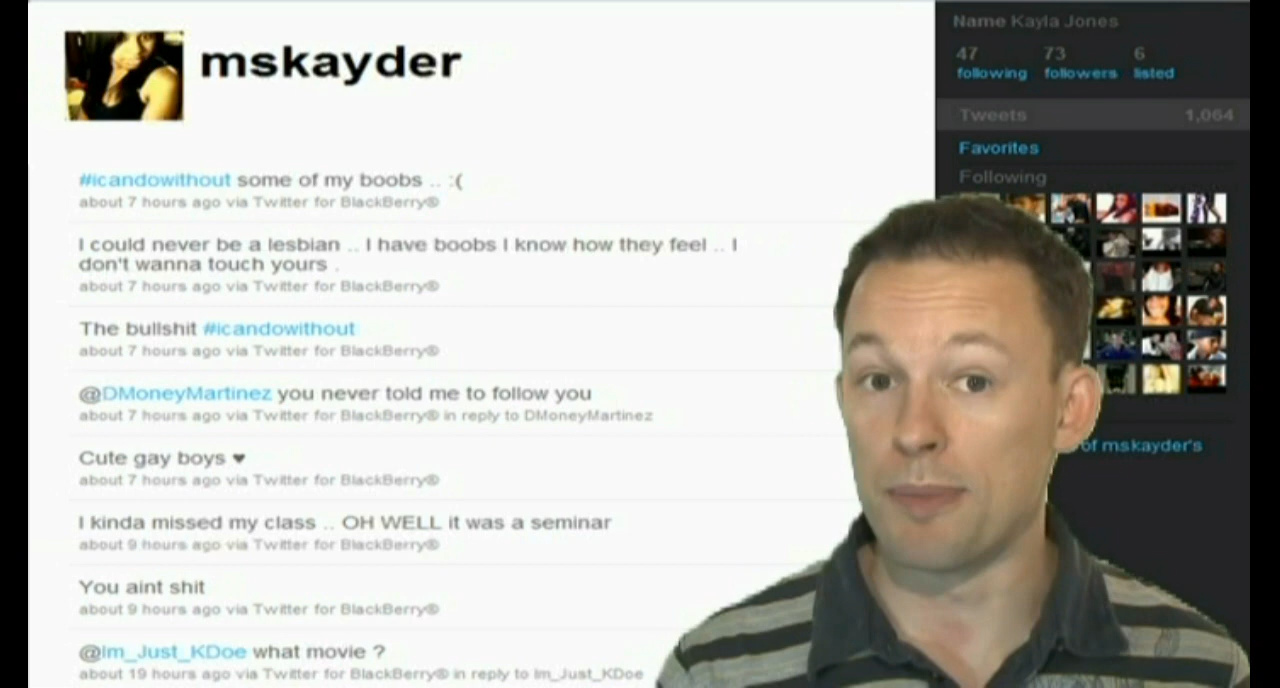 mskayder
#icandowithout some of my boobs .. :(
about 7 hours ago via Twitter for BlackBerry®
I could never be a lesbian .. I have boobs I know how they feel .. I
don't wanna touch yours .
about 7 hours ago via Twitter for BlackBerry®
The bullshit #icandowithout
about 7 hours ago via Twitter for BlackBerry®
@DMoneyMartinez you never told me to follow you
about 7 hours ago via Twitter for BlackBerry® in reply to DMoneyMartinez
Cute gay boys ♥
about 7 hours ago via Twitter for BlackBerry®
I kinda missed my class .. OH WELL it was a seminar
about 9 hours ago via Twitter for BlackBerry®
You aint shit
about 9 hours ago via Twitter for BlackBerry®
@Im_Just_KDoe what movie ?
about 19 hours ago via Twitter for BlackBerry® in reply to Im_Just_KDoe
Name Kayla Jones
47 73 6
following followers listed
Tweets 1,064
Favorites
Following
of mskayder's